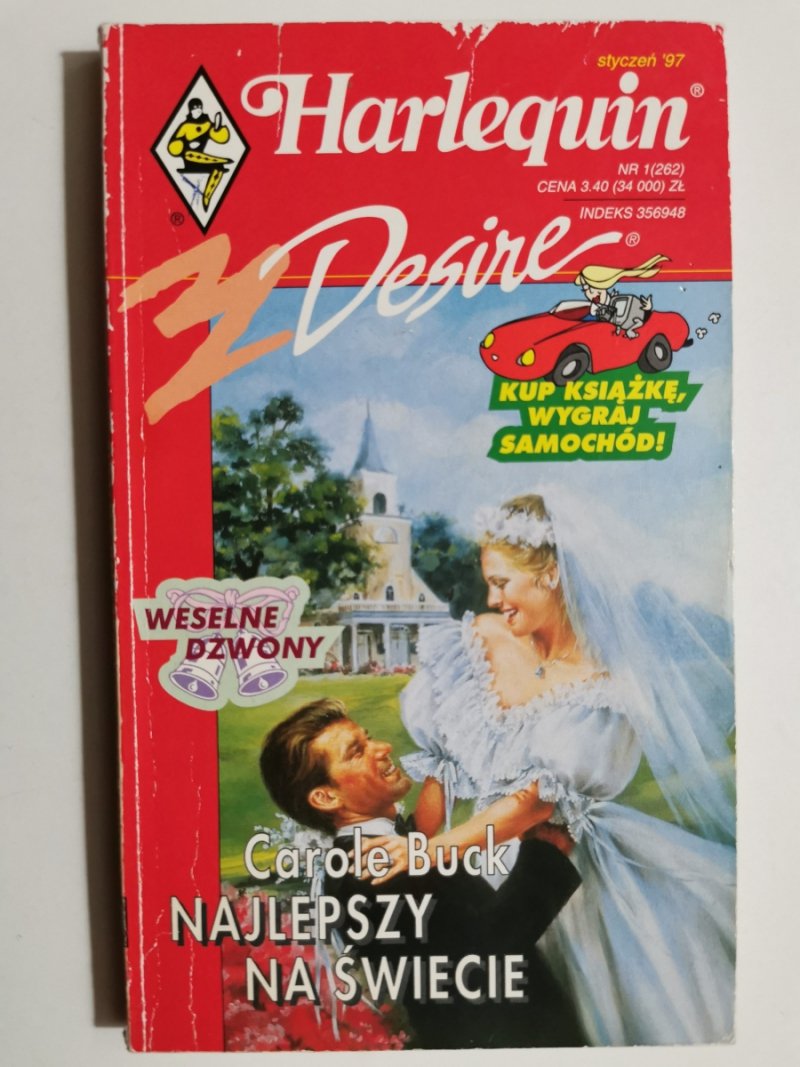 styczeń '97
Harlequin®
NR 1(262)
CENA 3.40 (34 000) ZŁ
INDEKS 356948
®
Desire®
KUP KSIĄŻKĘ,
WYGRAJ
SAMOCHÓD!
WESELNE
DZWONY
Carole Buck
NAJLEPSZY
NA ŚWIECIE